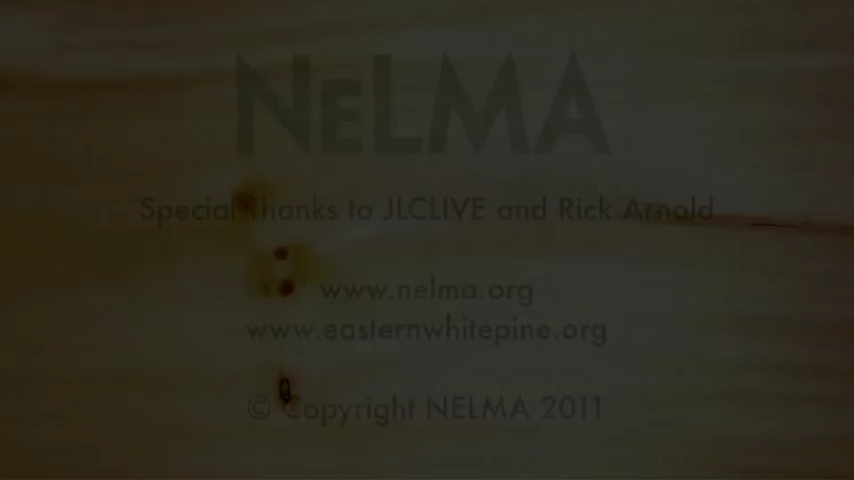 NELMA
Special Thanks to JLCLIVE and Rick Arnold
www.nelma.org
www.easternwhitepine.org
© Copyright NELMA 2011